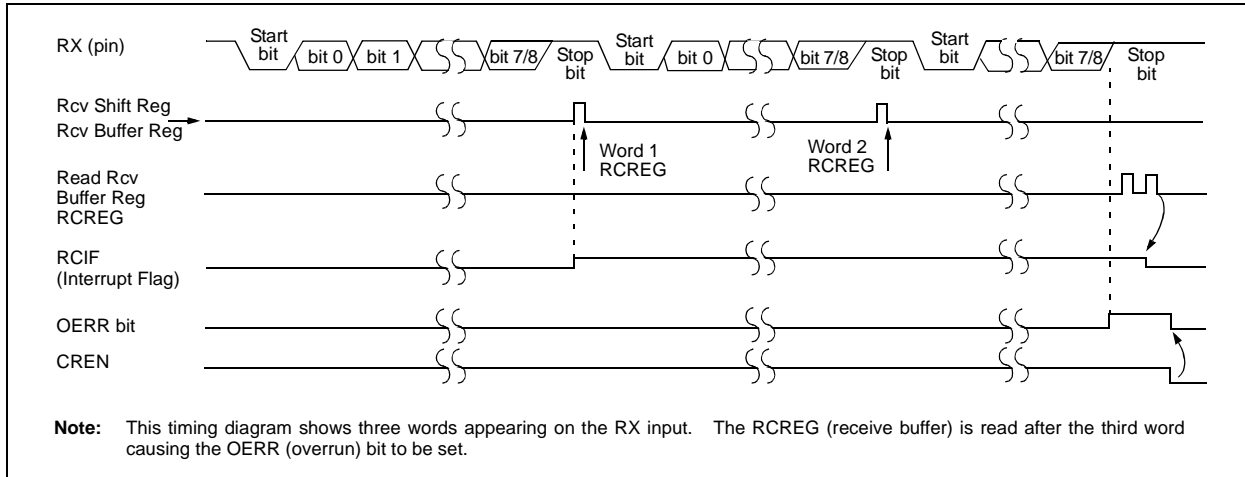 RX (pin)
Start
bit
bit 0
bit 1
bit 7/8
Stop
bit
Start
bit
bit 0
bit 7/8
Stop
bit
Start
bit
bit 7/8
Stop
bit
Rcv Shift Reg
Rcv Buffer Reg
Word 1
RCREG
Word 2
RCREG
Read Rcv
Buffer Reg
RCREG
RCIF
(Interrupt Flag)
OERR bit
CREN
Note: This timing diagram shows three words appearing on the RX input. The RCREG (receive buffer) is read after the third word
causing the OERR (overrun) bit to be set.